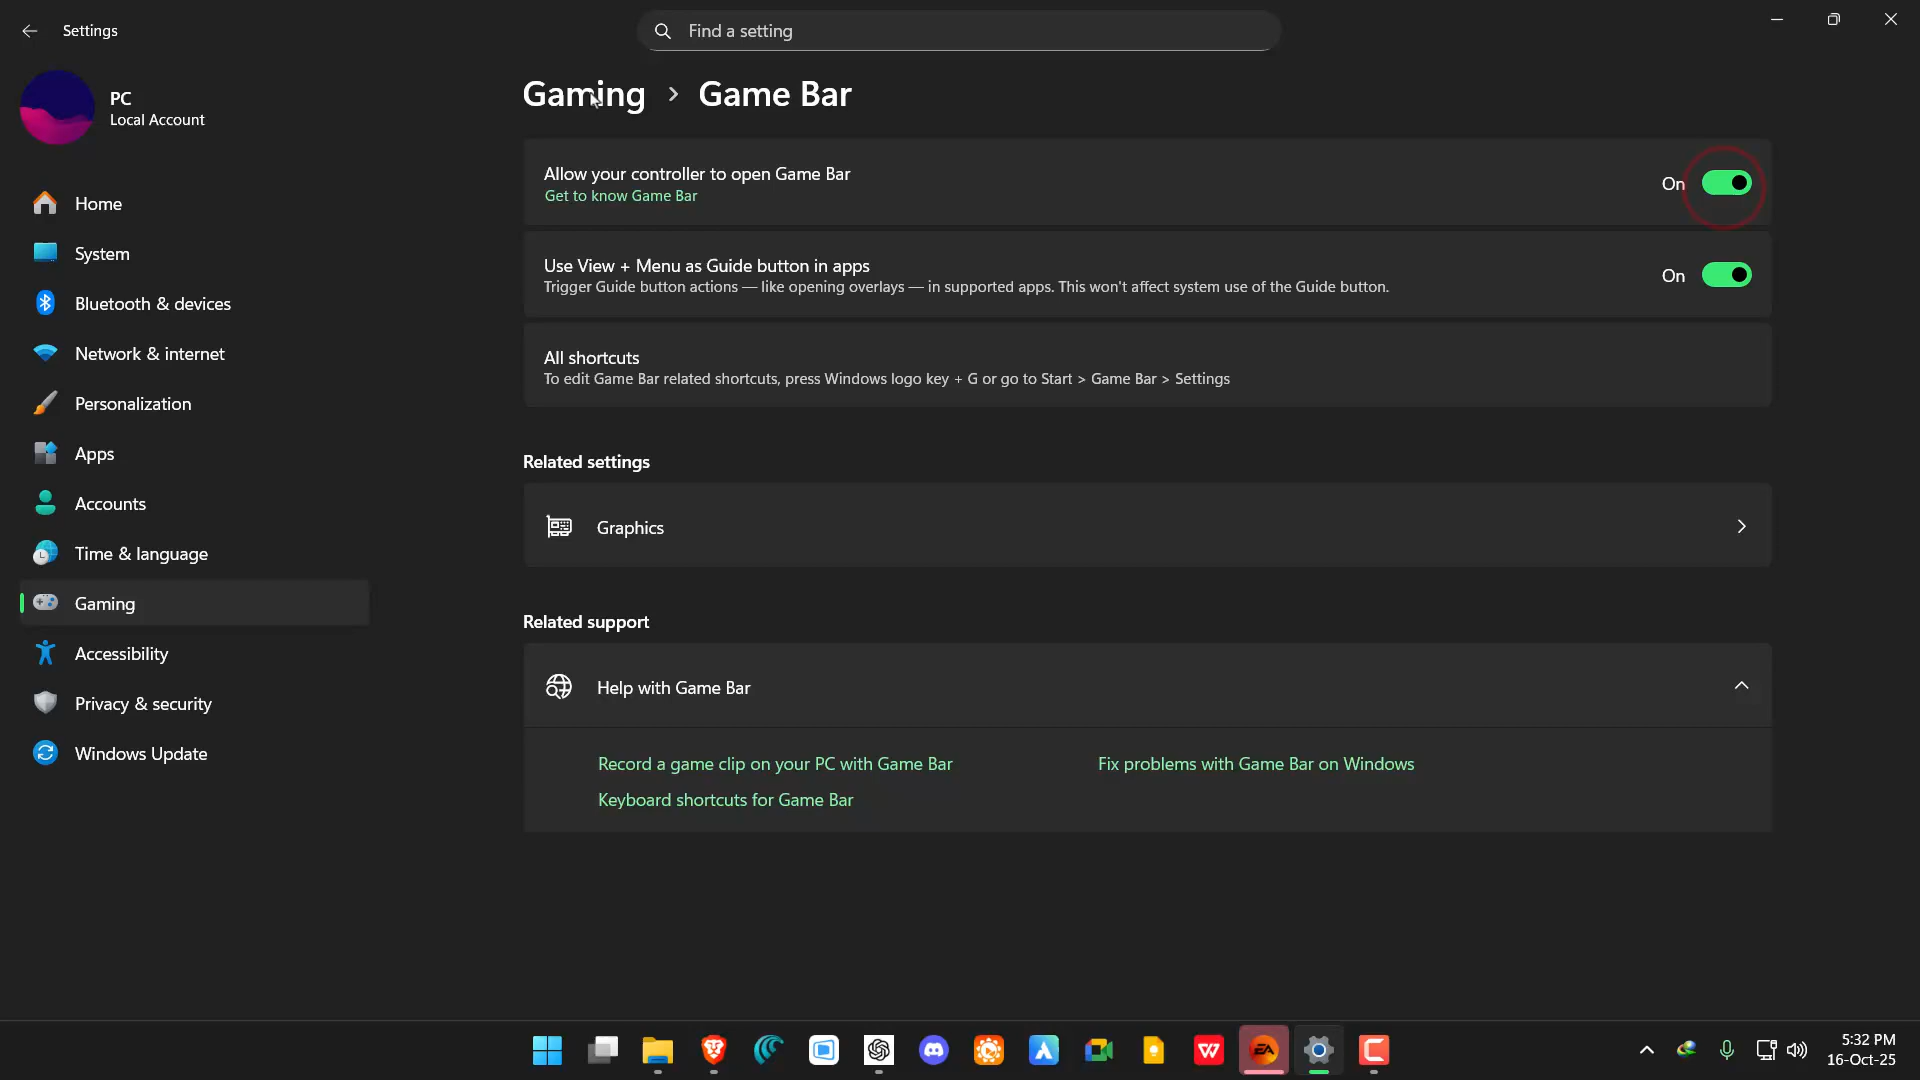 Settings
Find a setting
PC
Local Account
Home
System
Bluetooth & devices
Network & internet
Personalization
Apps
Accounts
Time & language
Gaming
Accessibility
Privacy & security
Windows Update
Gaming > Game Bar
Allow your controller to open Game Bar
Get to know Game Bar
On
Use View + Menu as Guide button in apps
Trigger Guide button actions — like opening overlays — in supported apps. This won't affect system use of the Guide button.
On
All shortcuts
To edit Game Bar related shortcuts, press Windows logo key + G or go to Start > Game Bar > Settings
Related settings
Graphics
Related support
Help with Game Bar
Record a game clip on your PC with Game Bar
Fix problems with Game Bar on Windows
Keyboard shortcuts for Game Bar
EA
5:32 PM
16-Oct-25